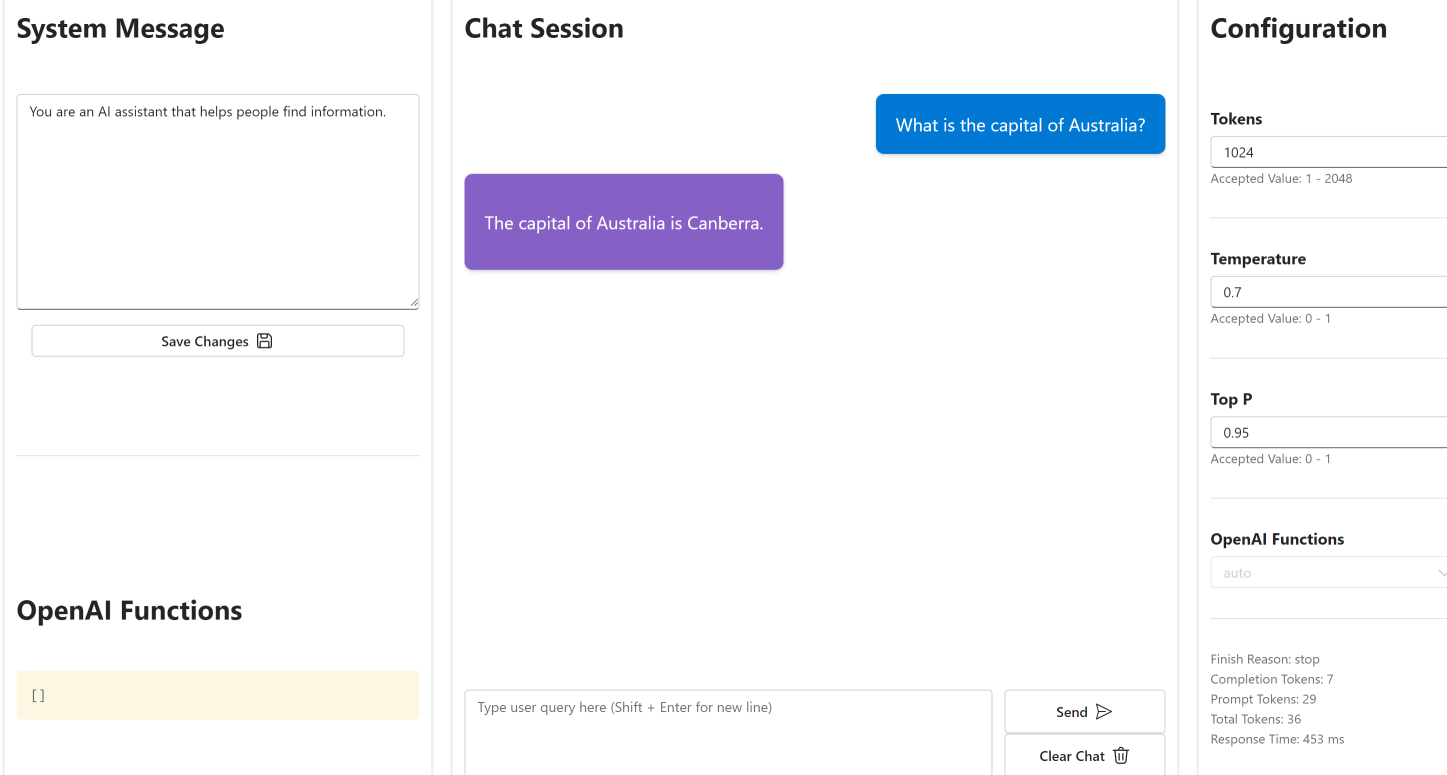 System Message
You are an AI assistant that helps people find information.
Save Changes
OpenAI Functions
[]
Chat Session
What is the capital of Australia?
The capital of Australia is Canberra.
Type user query here (Shift + Enter for new line)
Send
Clear Chat
Configuration
Tokens
1024
Accepted Value: 1 - 2048
Temperature
0.7
Accepted Value: 0 - 1
Top P
0.95
Accepted Value: 0 - 1
OpenAI Functions
auto
Finish Reason: stop
Completion Tokens: 7
Prompt Tokens: 29
Total Tokens: 36
Response Time: 453 ms